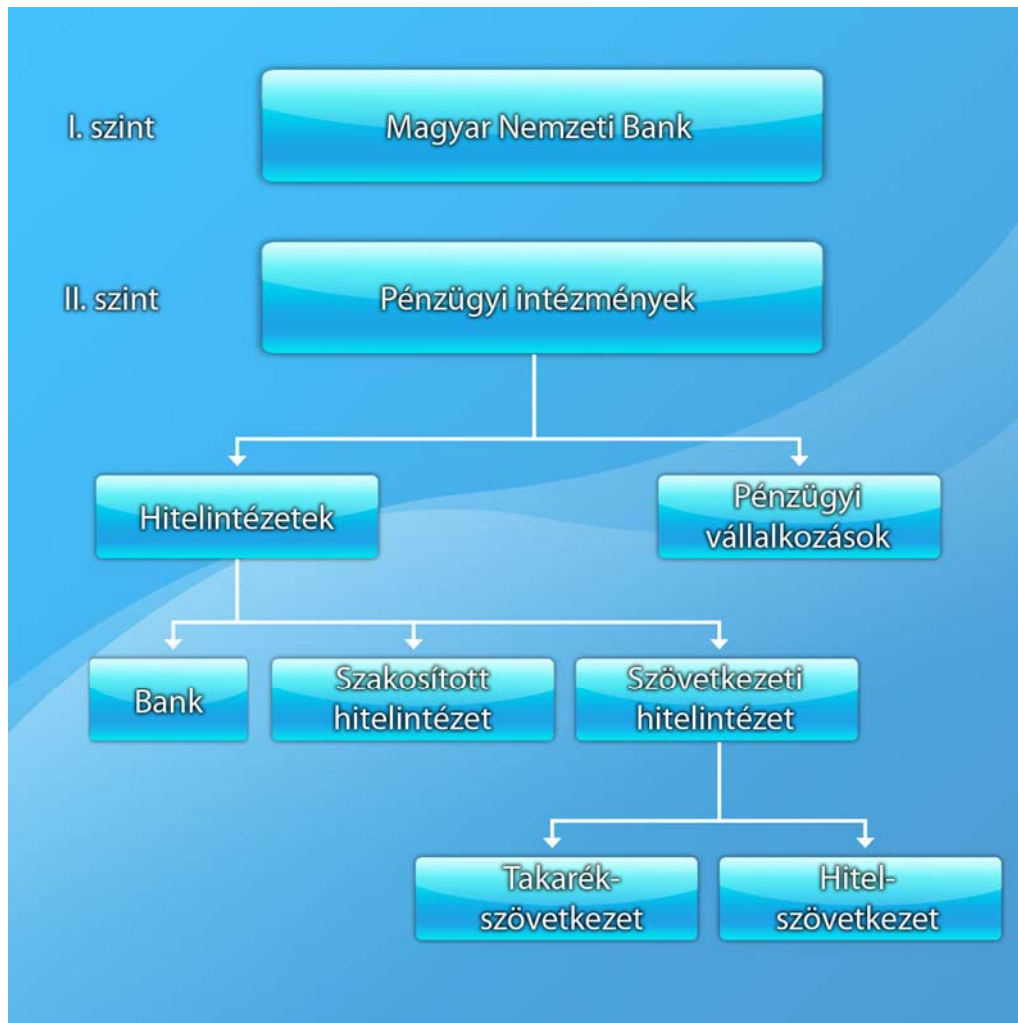 I. szint
Magyar Nemzeti Bank
II. szint
Pénzügyi intézmények
Hitelintézetek
Pénzügyi
vállalkozások
Bank
Szakosított
hitelintézet
Szövetkezeti
hitelintézet
Takarék-
szövetkezet
Hitel-
szövetkezet